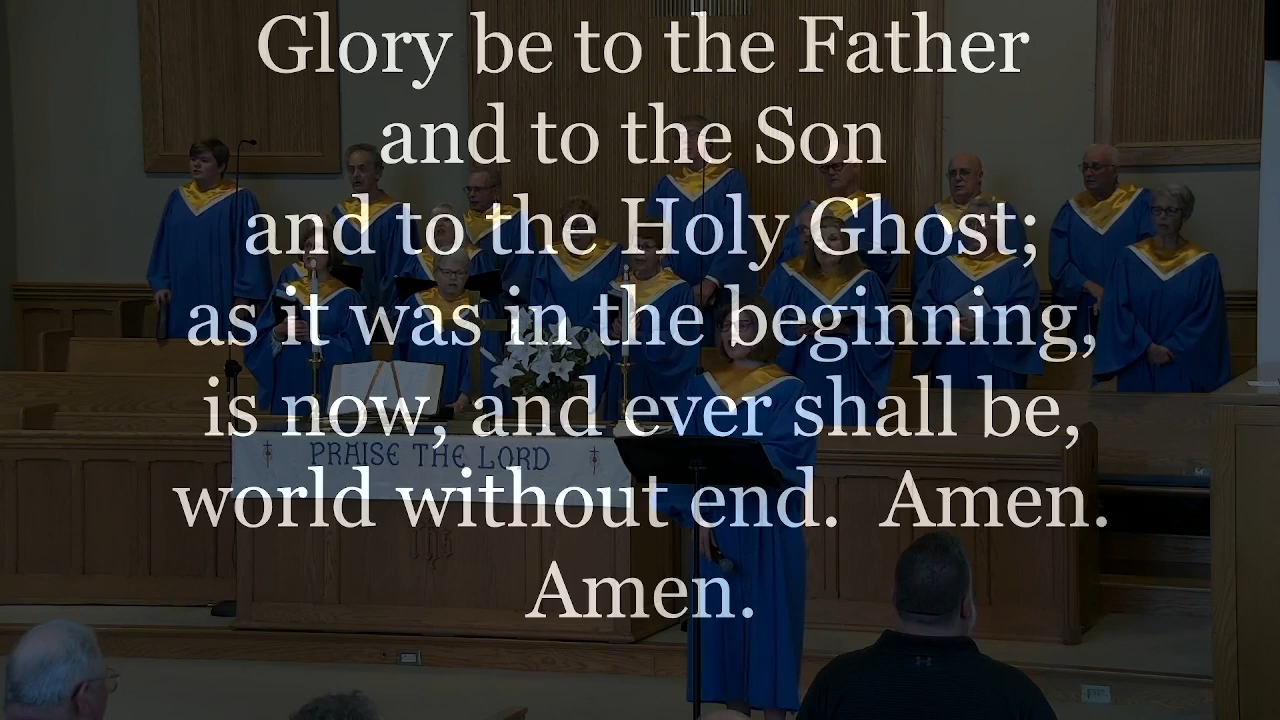 Glory be to the Father
and to the Son
and to the Holy Ghost;
as it was in the beginning,
is now, and ever shall be,
PRAISE THE LORD
world without end.  Amen.
Amen.